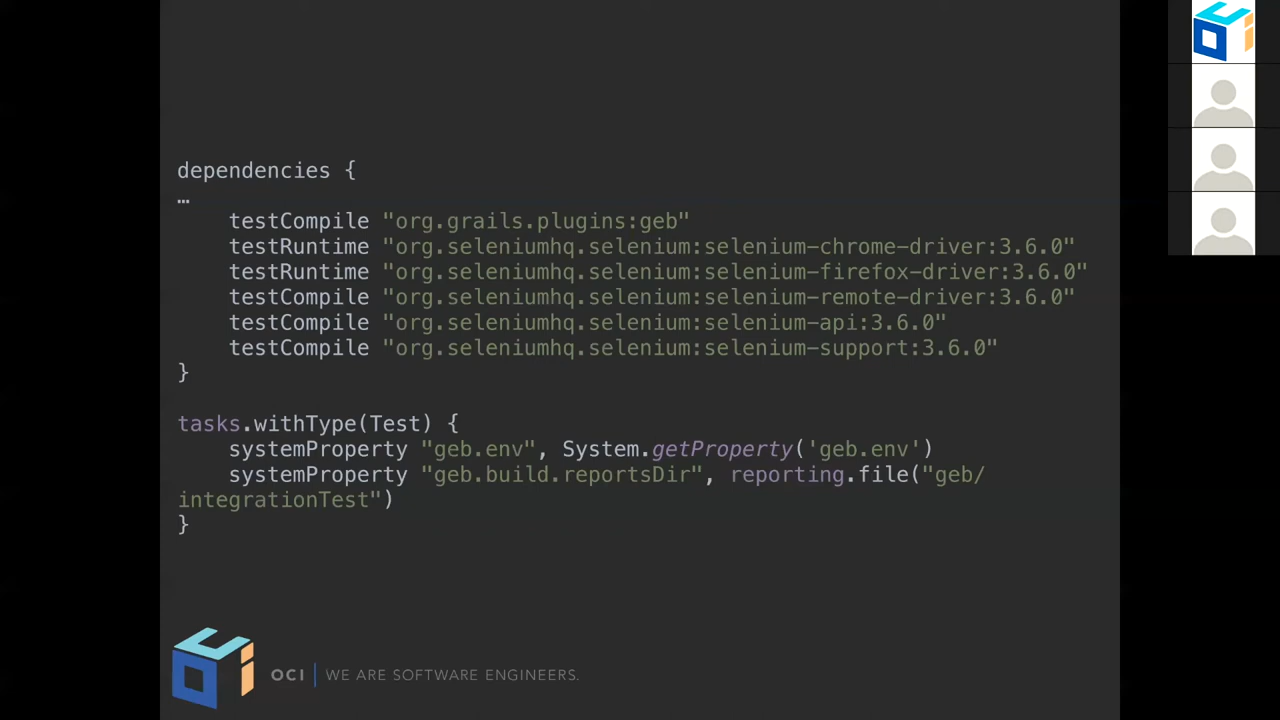 dependencies {
…
testCompile "org.grails.plugins:geb"
testRuntime "org.seleniumhq.selenium:selenium-chrome-driver:3.6.0"
testRuntime "org.seleniumhq.selenium:selenium-firefox-driver:3.6.0"
testCompile "org.seleniumhq.selenium:selenium-remote-driver:3.6.0"
testCompile "org.seleniumhq.selenium:selenium-api:3.6.0"
testCompile "org.seleniumhq.selenium:selenium-support:3.6.0"
}
tasks.withType(Test) {
systemProperty "geb.env", System.getProperty('geb.env')
systemProperty "geb.build.reportsDir", reporting.file("geb/
integrationTest")
}
OCI | WE ARE SOFTWARE ENGINEERS.